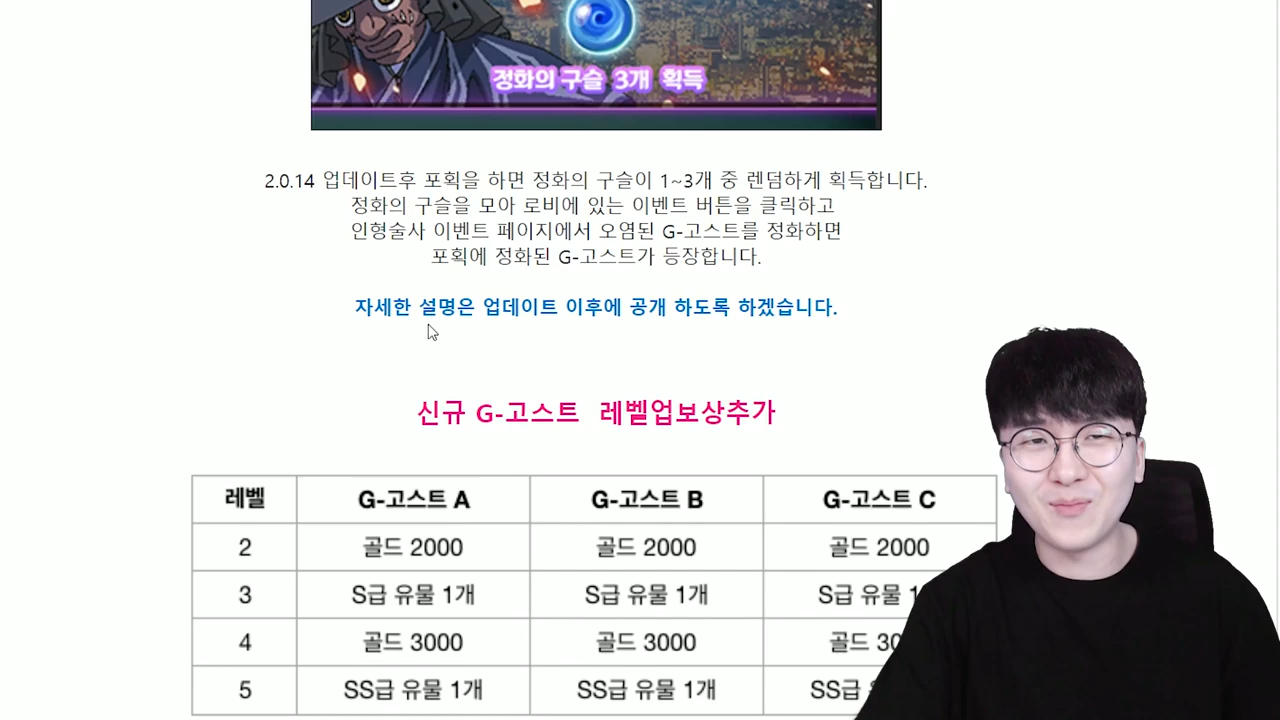 정화의 구슬 3개 획득
2.0.14 업데이트후 포획을 하면 정화의 구슬이 1~3개 중 렌덤하게 획득합니다.
정화의 구슬을 모아 로비에 있는 이벤트 버튼을 클릭하고
인형술사 이벤트 페이지에서 오염된 G-고스트를 정화하면
포획에 정화된 G-고스트가 등장합니다.
자세한 설명은 업데이트 이후에 공개 하도록 하겠습니다.
신규 G-고스트 레벨업보상추가
레벨 G-고스트 A G-고스트 B G-고스트 C
2 골드 2000 골드 2000 골드 2000
3 S급 유물 1개 S급 유물 1개 S급 유물
4 골드 3000 골드 3000 골드
5 SS급 유물 1개 SS급 유물 1개 SS급